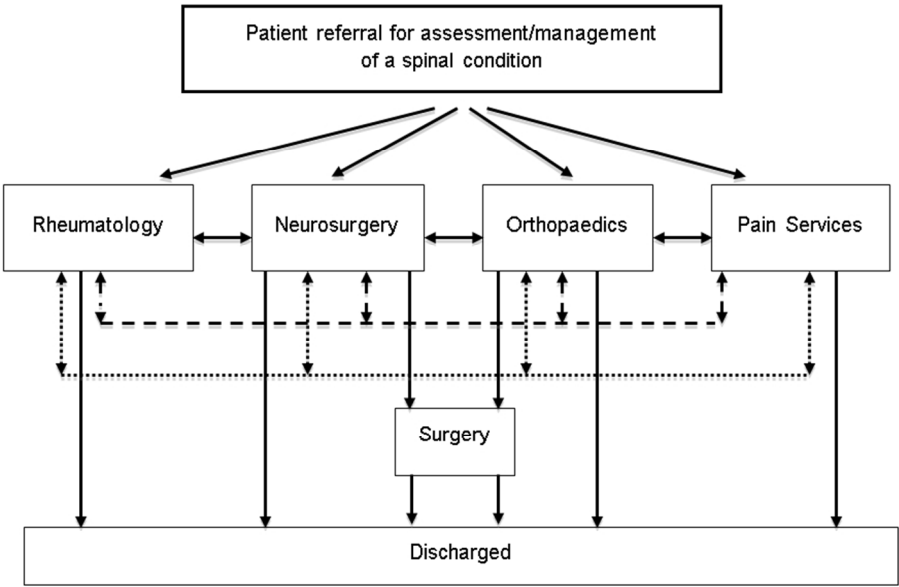 Patient referral for assessment/management
of a spinal condition
Rheumatology
Neurosurgery
Orthopaedics
Pain Services
Surgery
Discharged